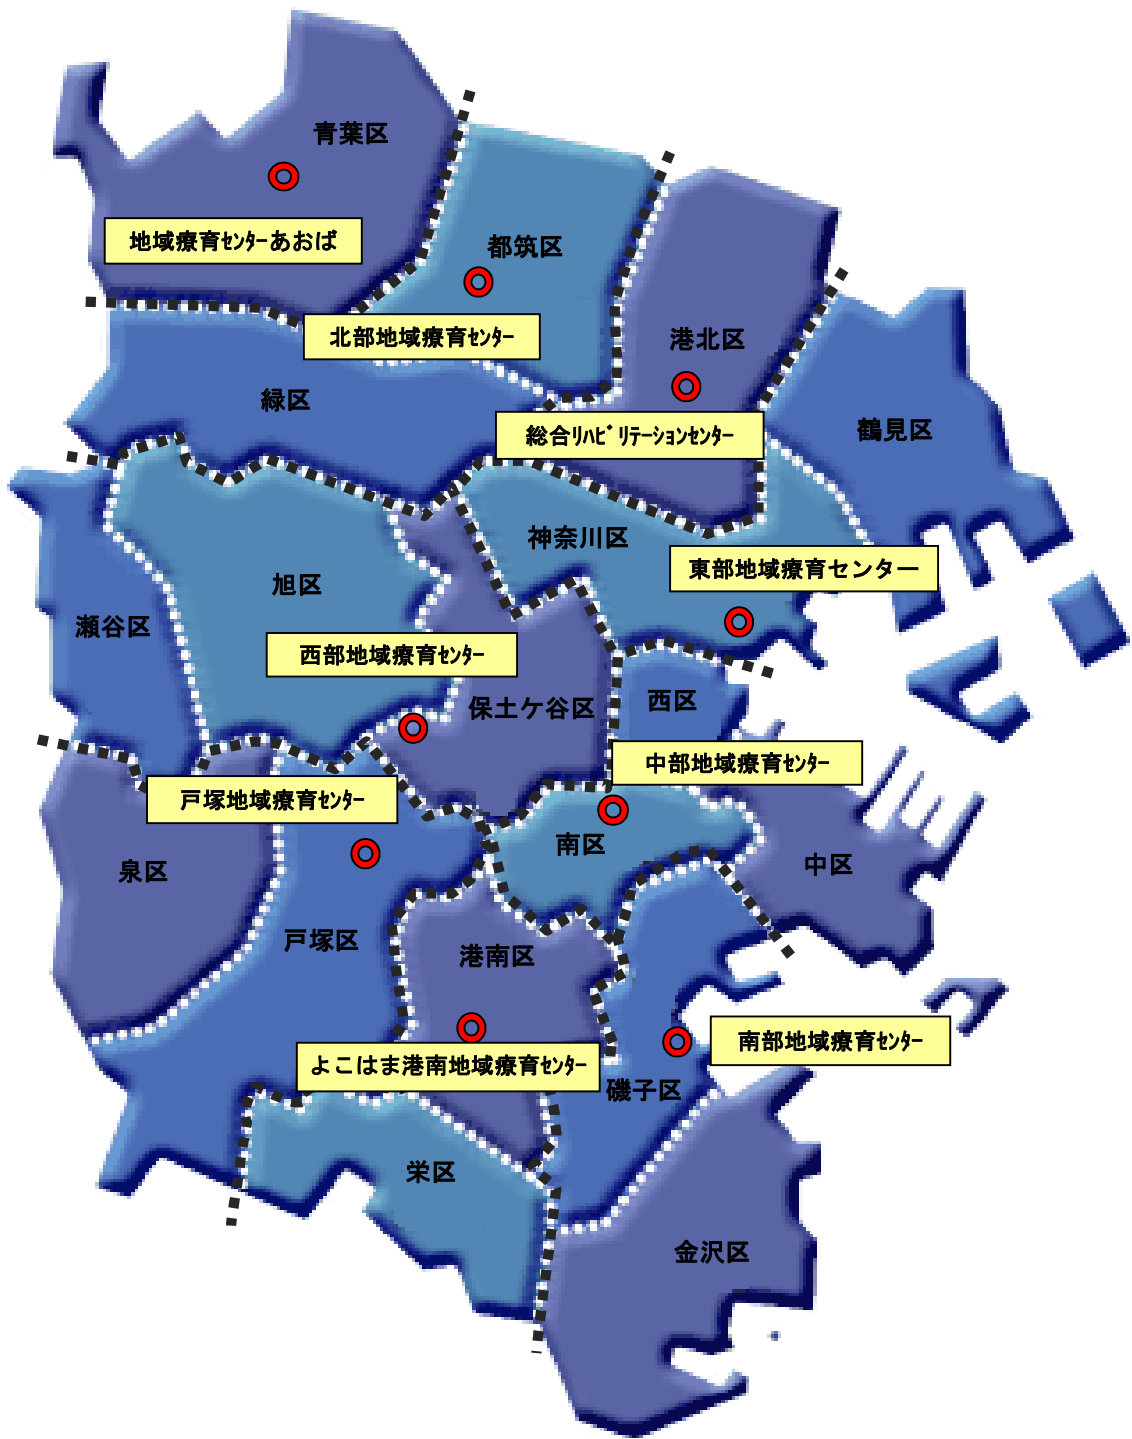 青葉区
地域療育ｾﾝﾀｰあおば
都筑区
北部地域療育ｾﾝﾀｰ
港北区
緑区
鶴見区
総合ﾘﾊﾋﾞﾘﾃｰｼｮﾝｾﾝﾀｰ
神奈川区
東部地域療育センター
旭区
瀬谷区
西部地域療育ｾﾝﾀｰ
西区
保土ケ谷区
中部地域療育ｾﾝﾀｰ
戸塚地域療育ｾﾝﾀｰ
南区
中区
泉区
戸塚区
港南区
南部地域療育ｾﾝﾀｰ
よこはま港南地域療育ｾﾝﾀｰ
磯子区
栄区
金沢区